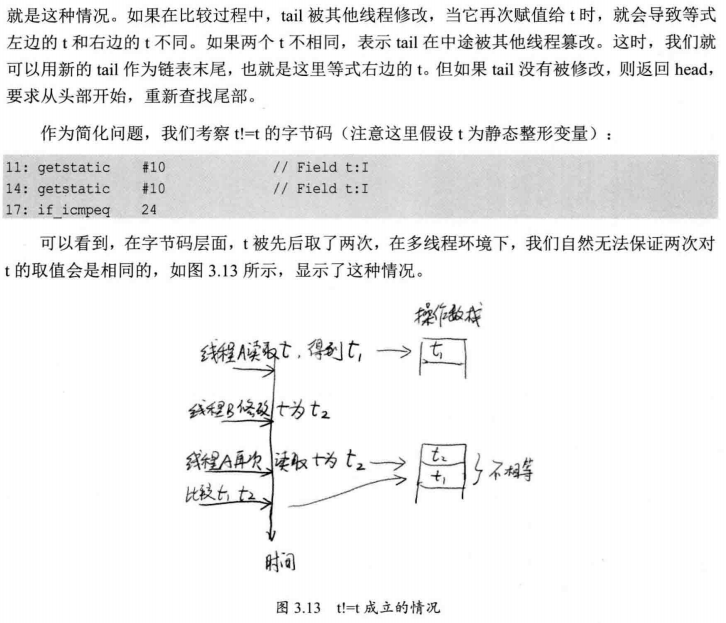 就是这种情况。如果在比较过程中，tail 被其他线程修改，当它再次赋值给 t 时，就会导致等式
左边的 t 和右边的 t 不同。如果两个 t 不相同，表示 tail 在中途被其他线程篡改。这时，我们就
可以用新的 tail 作为链表末尾，也就是这里等式右边的 t。但如果 tail 没有被修改，则返回 head，
要求从头部开始，重新查找尾部。
作为简化问题，我们考察 t!=t 的字节码（注意这里假设 t 为静态整形变量）：
11: getstatic #10 // Field t:I
14: getstatic #10 // Field t:I
17: if_icmpeq 24
可以看到，在字节码层面，t 被先后取了两次，在多线程环境下，我们自然无法保证两次对
t 的取值会是相同的，如图 3.13 所示，显示了这种情况。
操作数栈
线程A读取t，得到t₁
t₁
线程B修改t为t₂
线程A再次读取t为t₂
t₂
t₁
不相等
比较t₁ t₂
时间
图 3.13 t!=t 成立的情况